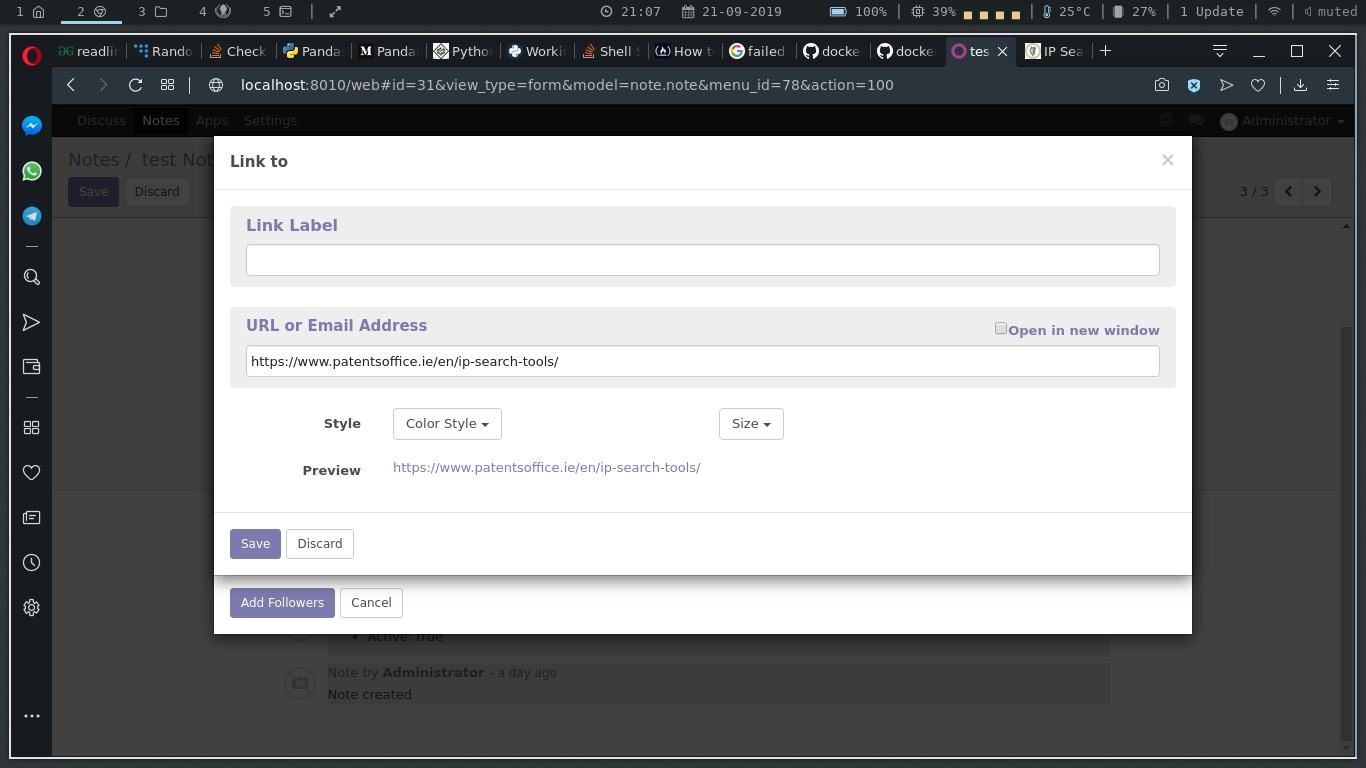 1 2 3 4 5 21:07 21-09-2019 100% 39% 25°C 27% 1 Update muted
readli Rando Check Panda Panda Pytho Worki Shell How t failed docke docke tes IP Sea
localhost:8010/web#id=31&view_type=form&model=note.note&menu_id=78&action=100
Discuss Notes Apps Settings Administrator
Notes / test Not
Save Discard 3 / 3
Link to ×
Link Label
URL or Email Address Open in new window
https://www.patentsoffice.ie/en/ip-search-tools/
Style Color Style Size
Preview https://www.patentsoffice.ie/en/ip-search-tools/
Save Discard
Add Followers Cancel
• Active: true
Note by Administrator - a day ago
Note created